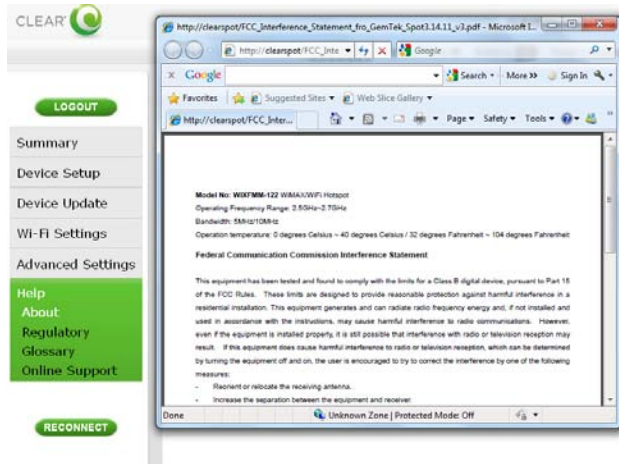 CLEAR
LOGOUT
Summary
Device Setup
Device Update
Wi-Fi Settings
Advanced Settings
Help
About
Regulatory
Glossary
Online Support
RECONNECT
http://clearspot/FCC_Interference_Statement_fro_GemTek_Spot3.14.11_v3.pdf - Microsoft I...
http://clearspot/FCC_Inte
Google
x Google
Search
More >>
Sign In
Favorites
Suggested Sites
Web Slice Gallery
http://clearspot/FCC_Inter...
Page
Safety
Tools
Model No: WIXFMM-122 WiMAX/WiFi Hotspot
Operating Frequency Range: 2.5GHz~2.7GHz
Bandwidth: 5MHz/10MHz
Operation temperature: 0 degrees Celsius ~ 40 degrees Celsius / 32 degrees Fahrenheit ~ 104 degrees Fahrenheit
Federal Communication Commission Interference Statement
This equipment has been tested and found to comply with the limits for a Class B digital device, pursuant to Part 15
of the FCC Rules. These limits are designed to provide reasonable protection against harmful interference in a
residential installation. This equipment generates and can radiate radio frequency energy and, if not installed and
used in accordance with the instructions, may cause harmful interference to radio communications. However,
even if the equipment is installed properly, it is still possible that interference with radio or television reception may
result. If this equipment does cause harmful interference to radio or television reception, which can be determined
by turning the equipment off and on, the user is encouraged to try to correct the interference by one of the following
measures:
- Reorient or relocate the receiving antenna.
- Increase the separation between the equipment and receiver.
Done
Unknown Zone | Protected Mode: Off